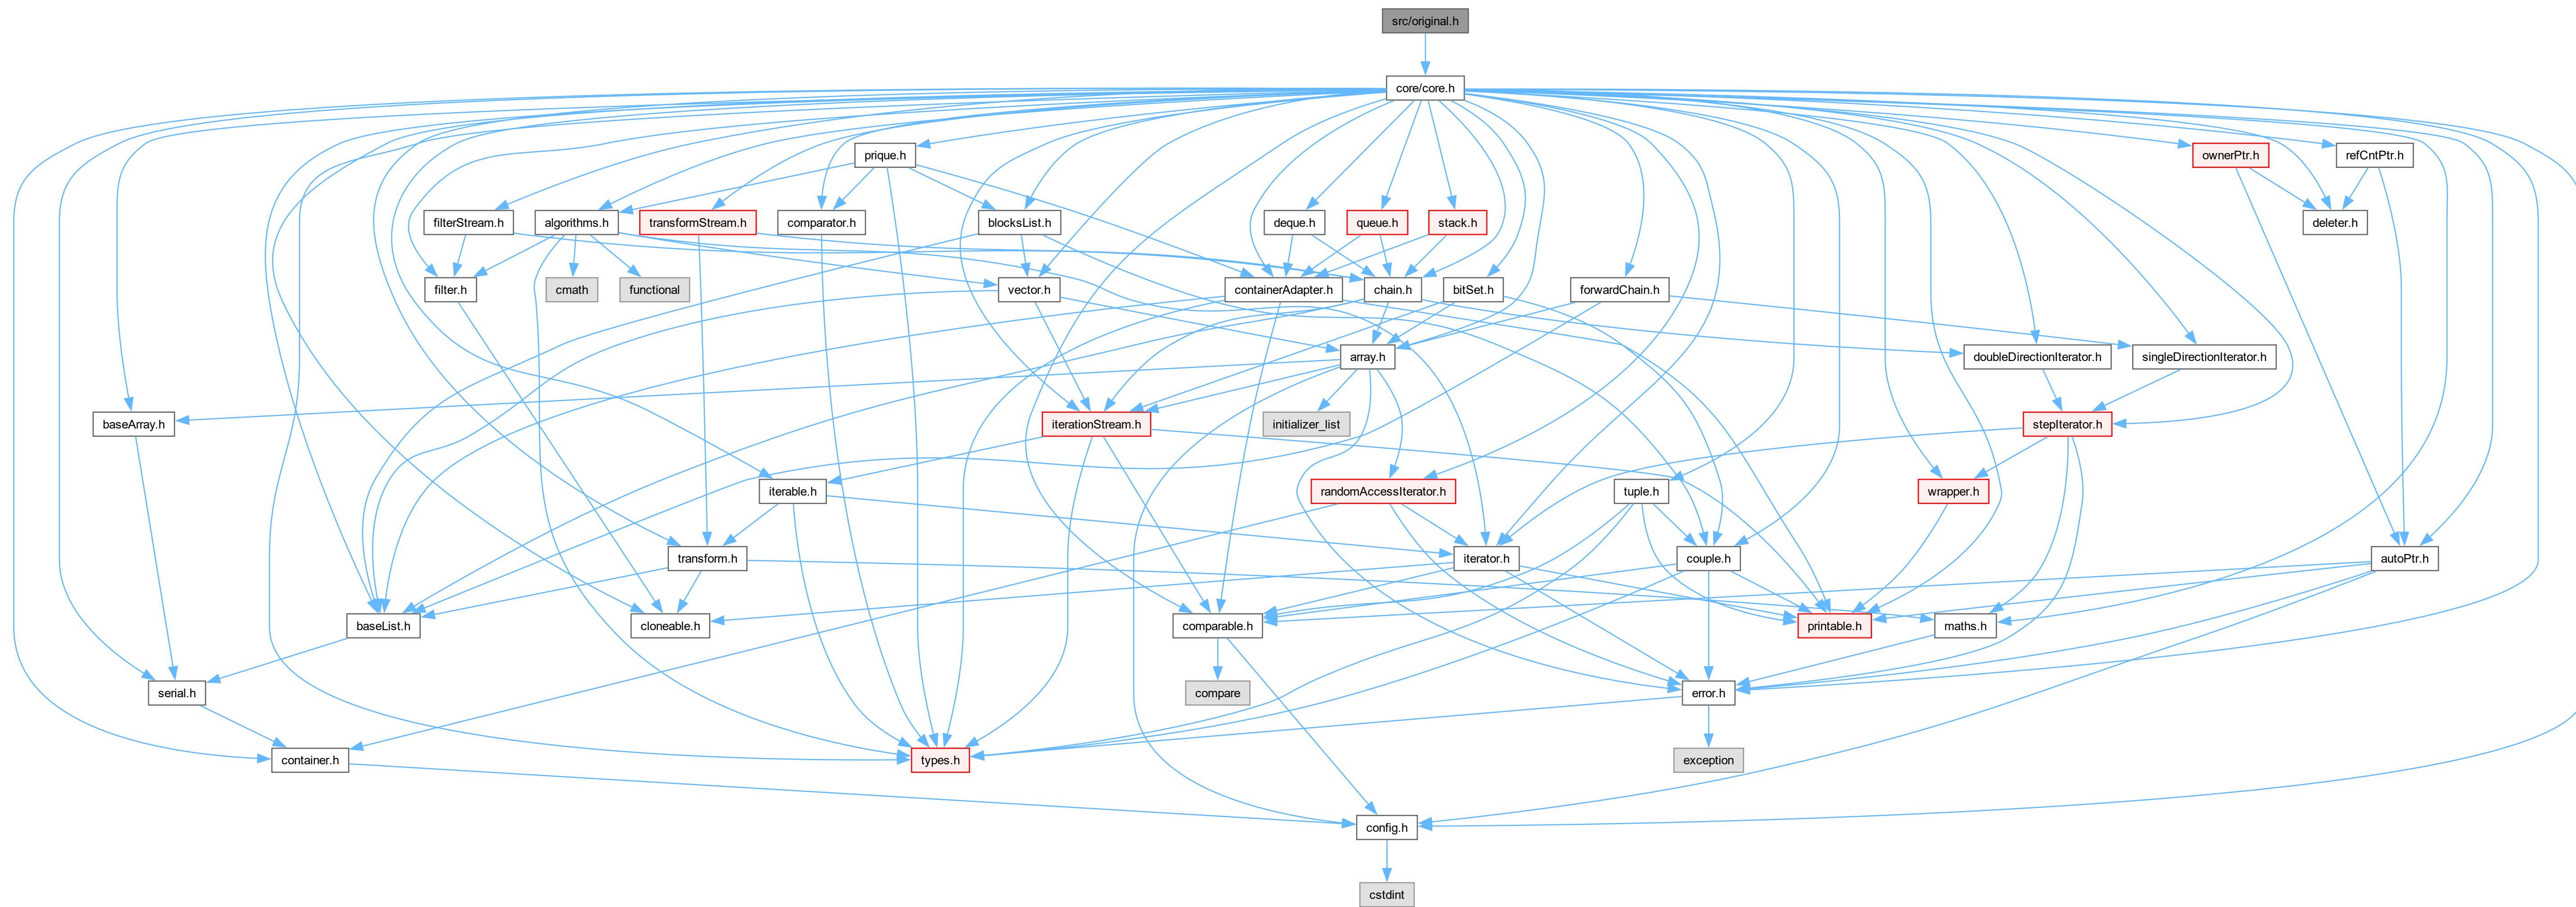 src/original.h
core/core.h
prique.h
ownerPtr.h
refCntPtr.h
filterStream.h
algorithms.h
transformStream.h
comparator.h
blocksList.h
deque.h
queue.h
stack.h
deleter.h
filter.h
cmath
functional
vector.h
containerAdapter.h
chain.h
bitSet.h
forwardChain.h
array.h
doubleDirectionIterator.h
singleDirectionIterator.h
baseArray.h
iterationStream.h
initializer_list
stepIterator.h
iterable.h
randomAccessIterator.h
tuple.h
wrapper.h
transform.h
iterator.h
couple.h
autoPtr.h
baseList.h
cloneable.h
comparable.h
printable.h
maths.h
serial.h
compare
error.h
container.h
types.h
exception
config.h
cstdint